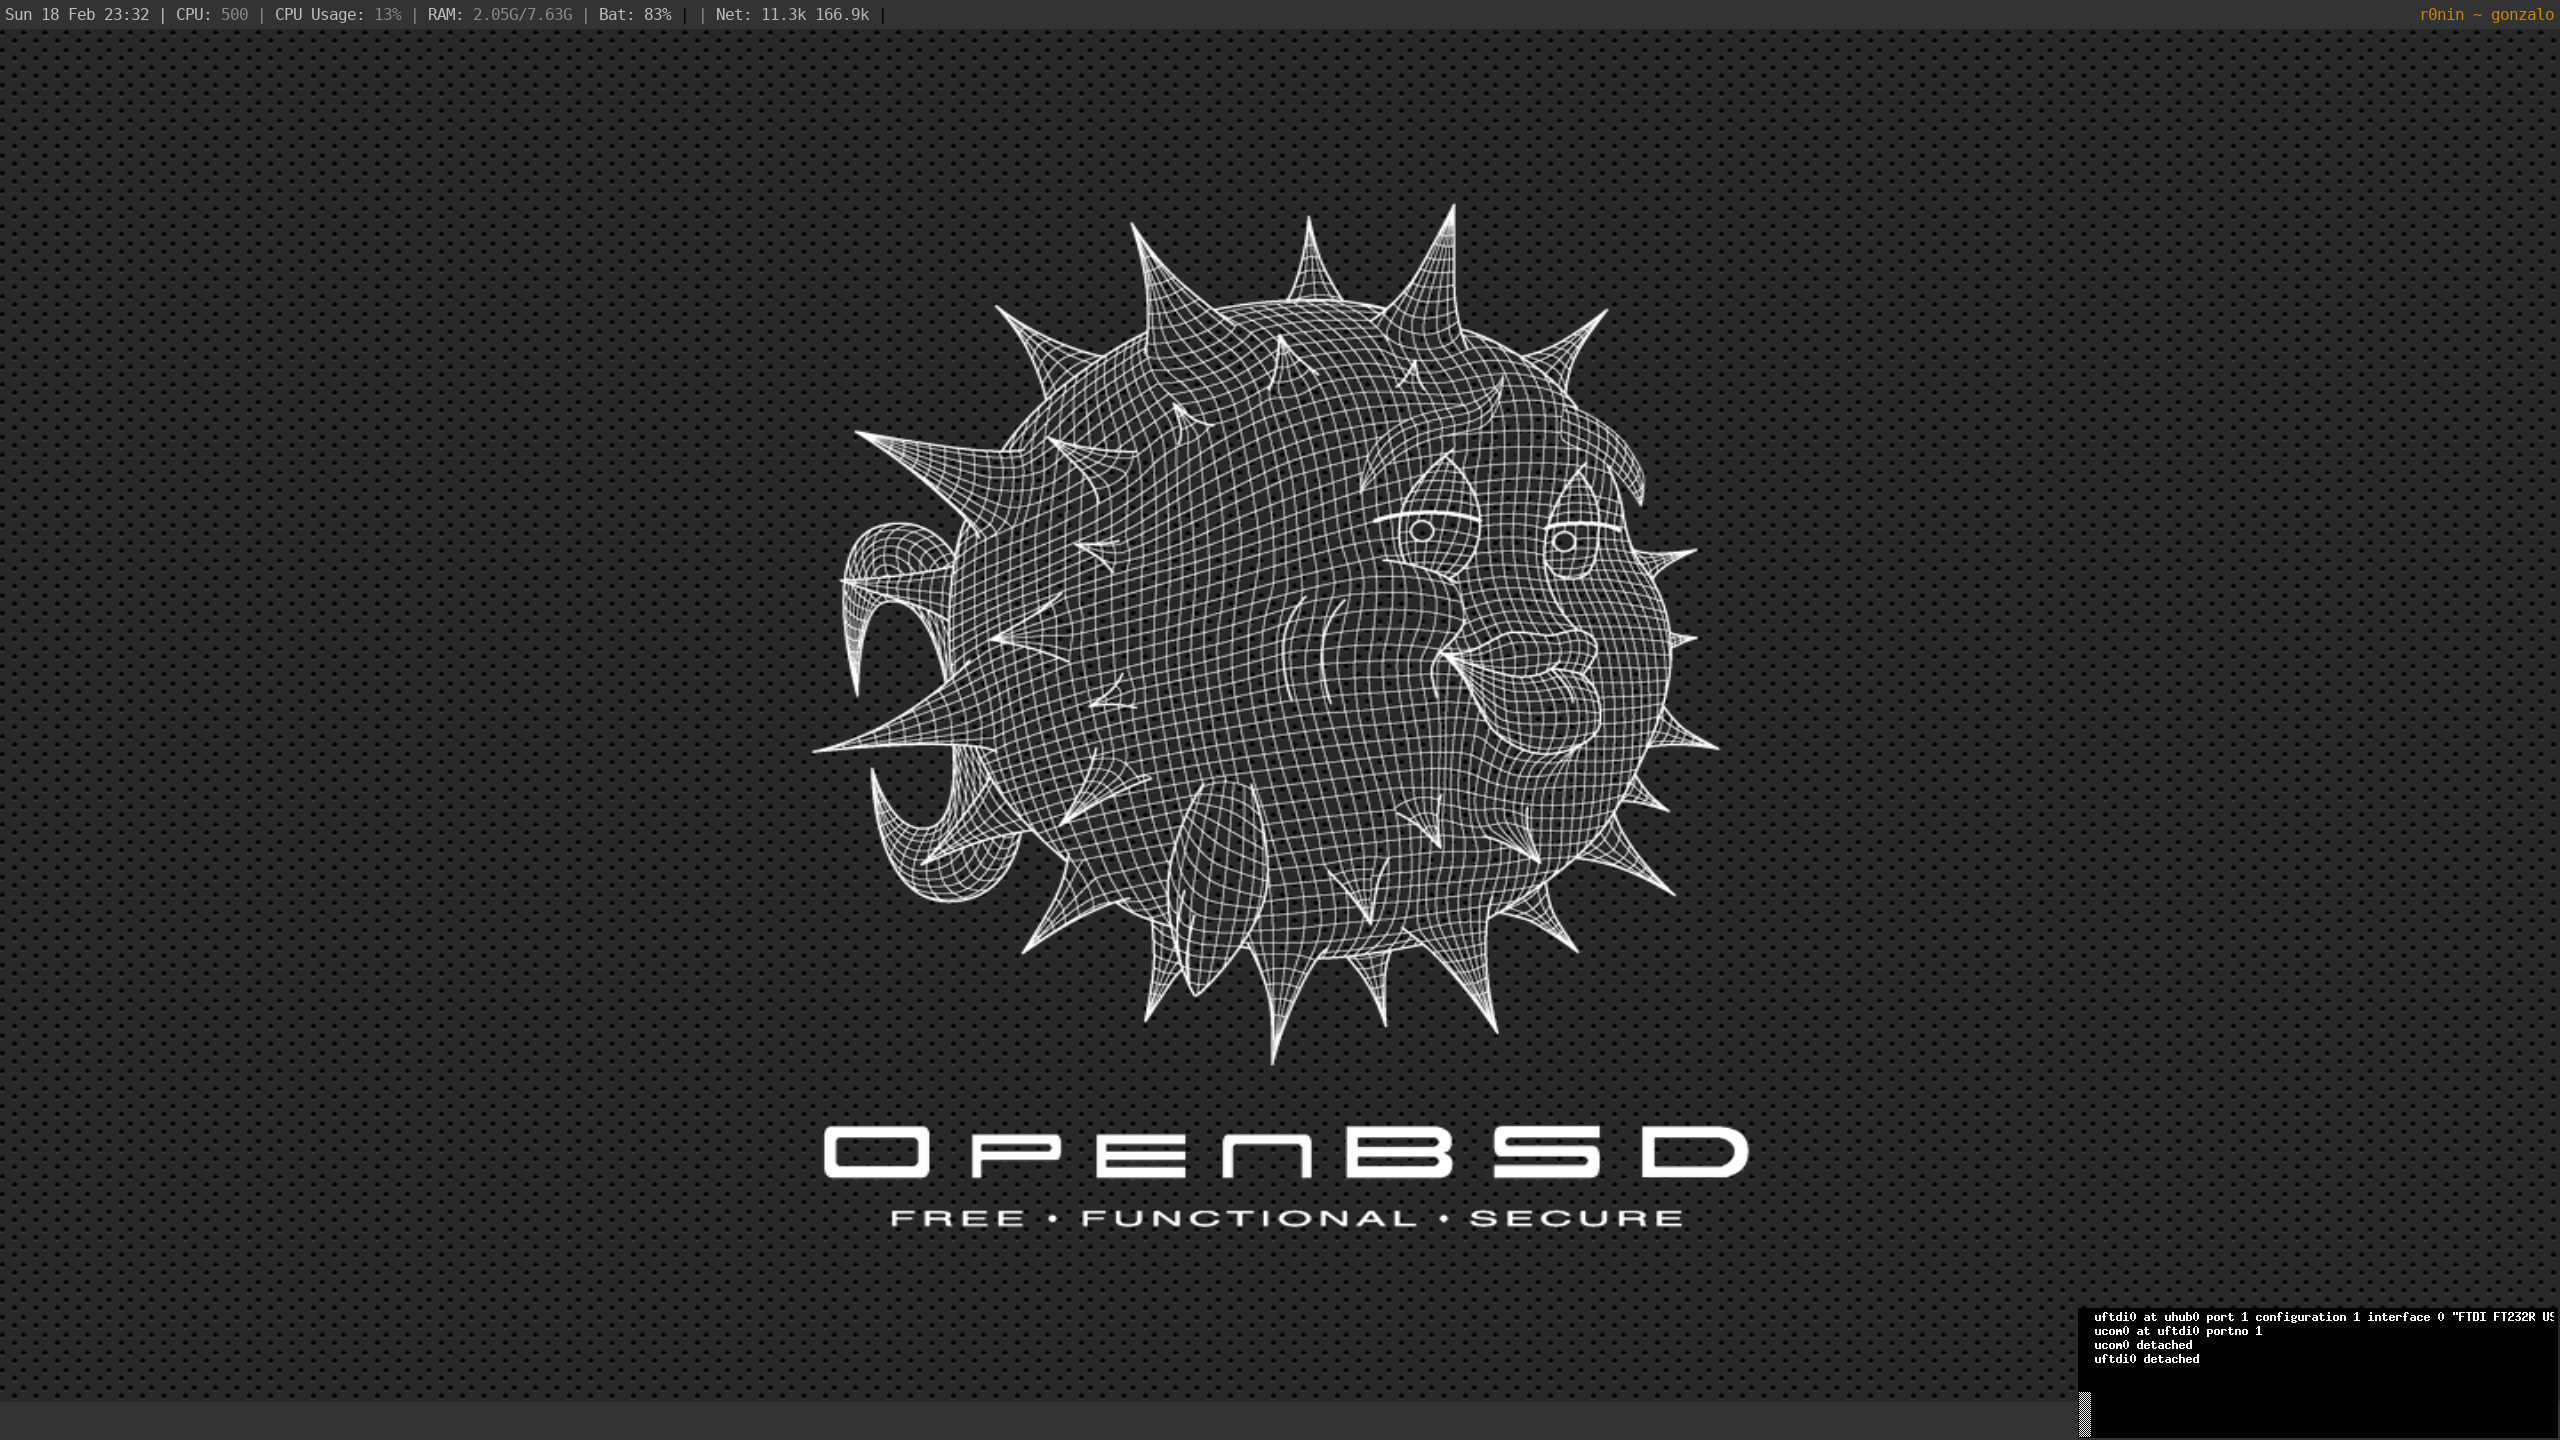 Sun 18 Feb 23:32 | CPU: 500 | CPU Usage: 13% | RAM: 2.05G/7.63G | Bat: 83% | | Net: 11.3k 166.9k |
r0nin ~ gonzalo
OPENBSD
FREE • FUNCTIONAL • SECURE
uftdi0 at uhub0 port 1 configuration 1 interface 0 "FTDI FT232R US
ucom0 at uftdi0 portno 1
ucom0 detached
uftdi0 detached